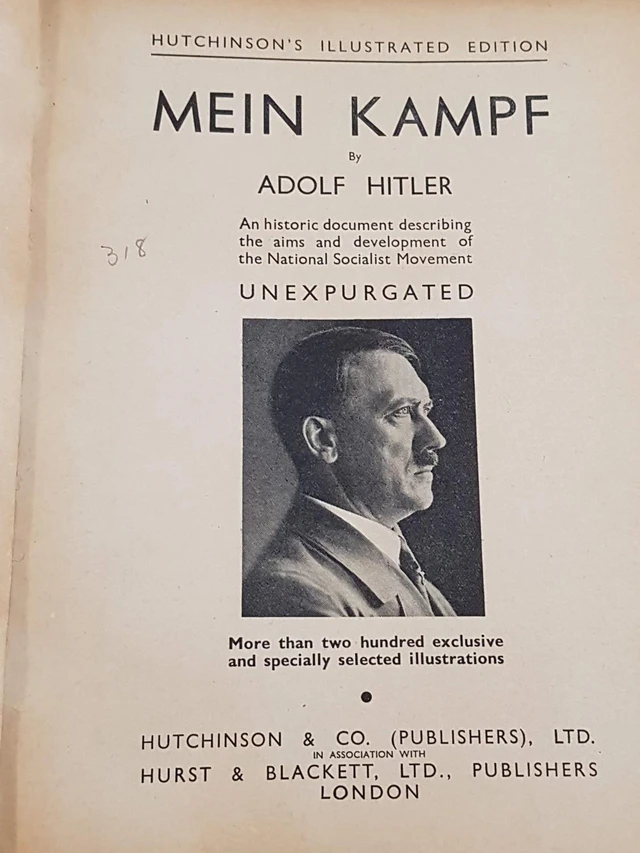 HUTCHINSON'S ILLUSTRATED EDITION
MEIN KAMPF
By
ADOLF HITLER
An historic document describing
the aims and development of
the National Socialist Movement
318
UNEXPURGATED
More than two hundred exclusive
and specially selected illustrations
HUTCHINSON & CO. (PUBLISHERS), LTD.
IN ASSOCIATION WITH
HURST & BLACKETT, LTD., PUBLISHERS
LONDON